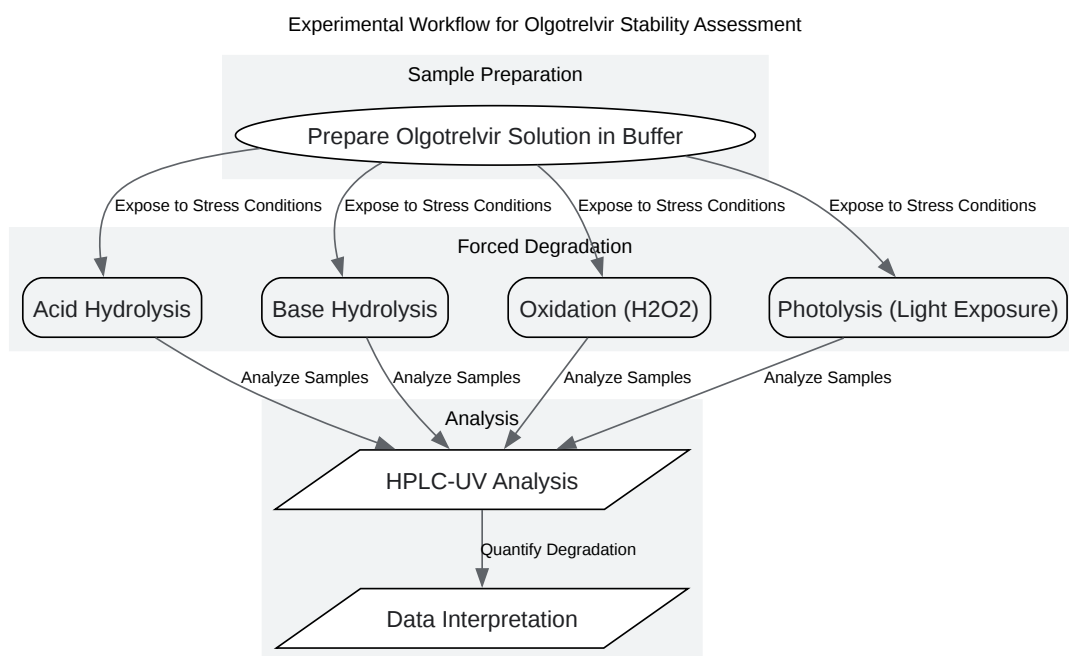 Experimental Workflow for Olgotrelvir Stability Assessment
Sample Preparation
Prepare Olgotrelvir Solution in Buffer
Expose to Stress Conditions
Expose to Stress Conditions
Expose to Stress Conditions
Expose to Stress Conditions
Forced Degradation
Acid Hydrolysis
Base Hydrolysis
Oxidation (H2O2)
Photolysis (Light Exposure)
Analyze Samples
Analyze Samples
Analyze Samples
Analyze Samples
Analysis
HPLC-UV Analysis
Quantify Degradation
Data Interpretation